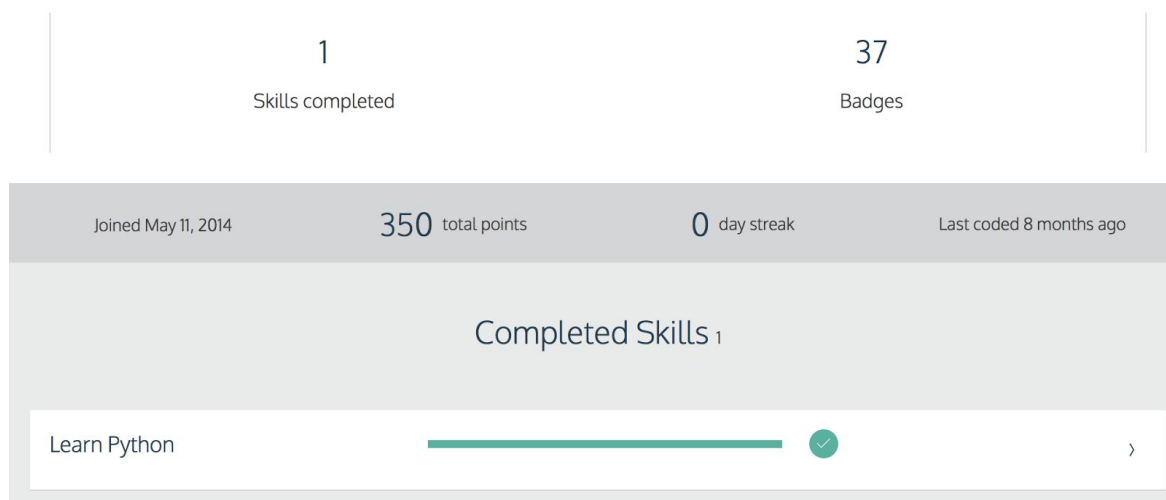 1 37
Skills completed Badges
Joined May 11, 2014 350 total points 0 day streak Last coded 8 months ago
Completed Skills 1
Learn Python